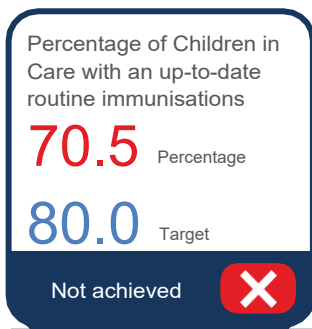 Percentage of Children in
Care with an up-to-date
routine immunisations
70.5 Percentage
80.0 Target
Not achieved